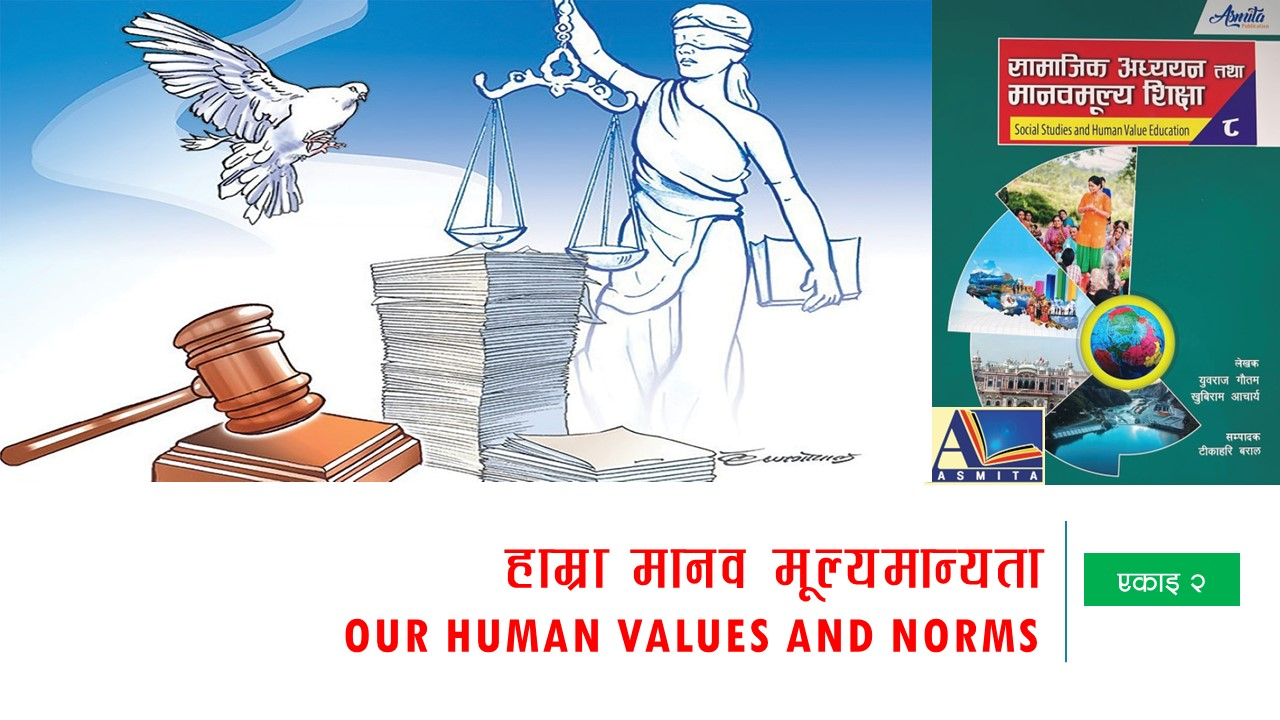 Asmita
Publication
सामाजिक अध्ययन तथा
मानवमूल्य शिक्षा
Social Studies and Human Value Education
८
लेखक
युवराज गौतम
खुबिराम आचार्य
सम्पादक
टीकाहरि बराल
ASMITA
हाम्रा मानव मूल्यमान्यता
OUR HUMAN VALUES AND NORMS
एकाइ २